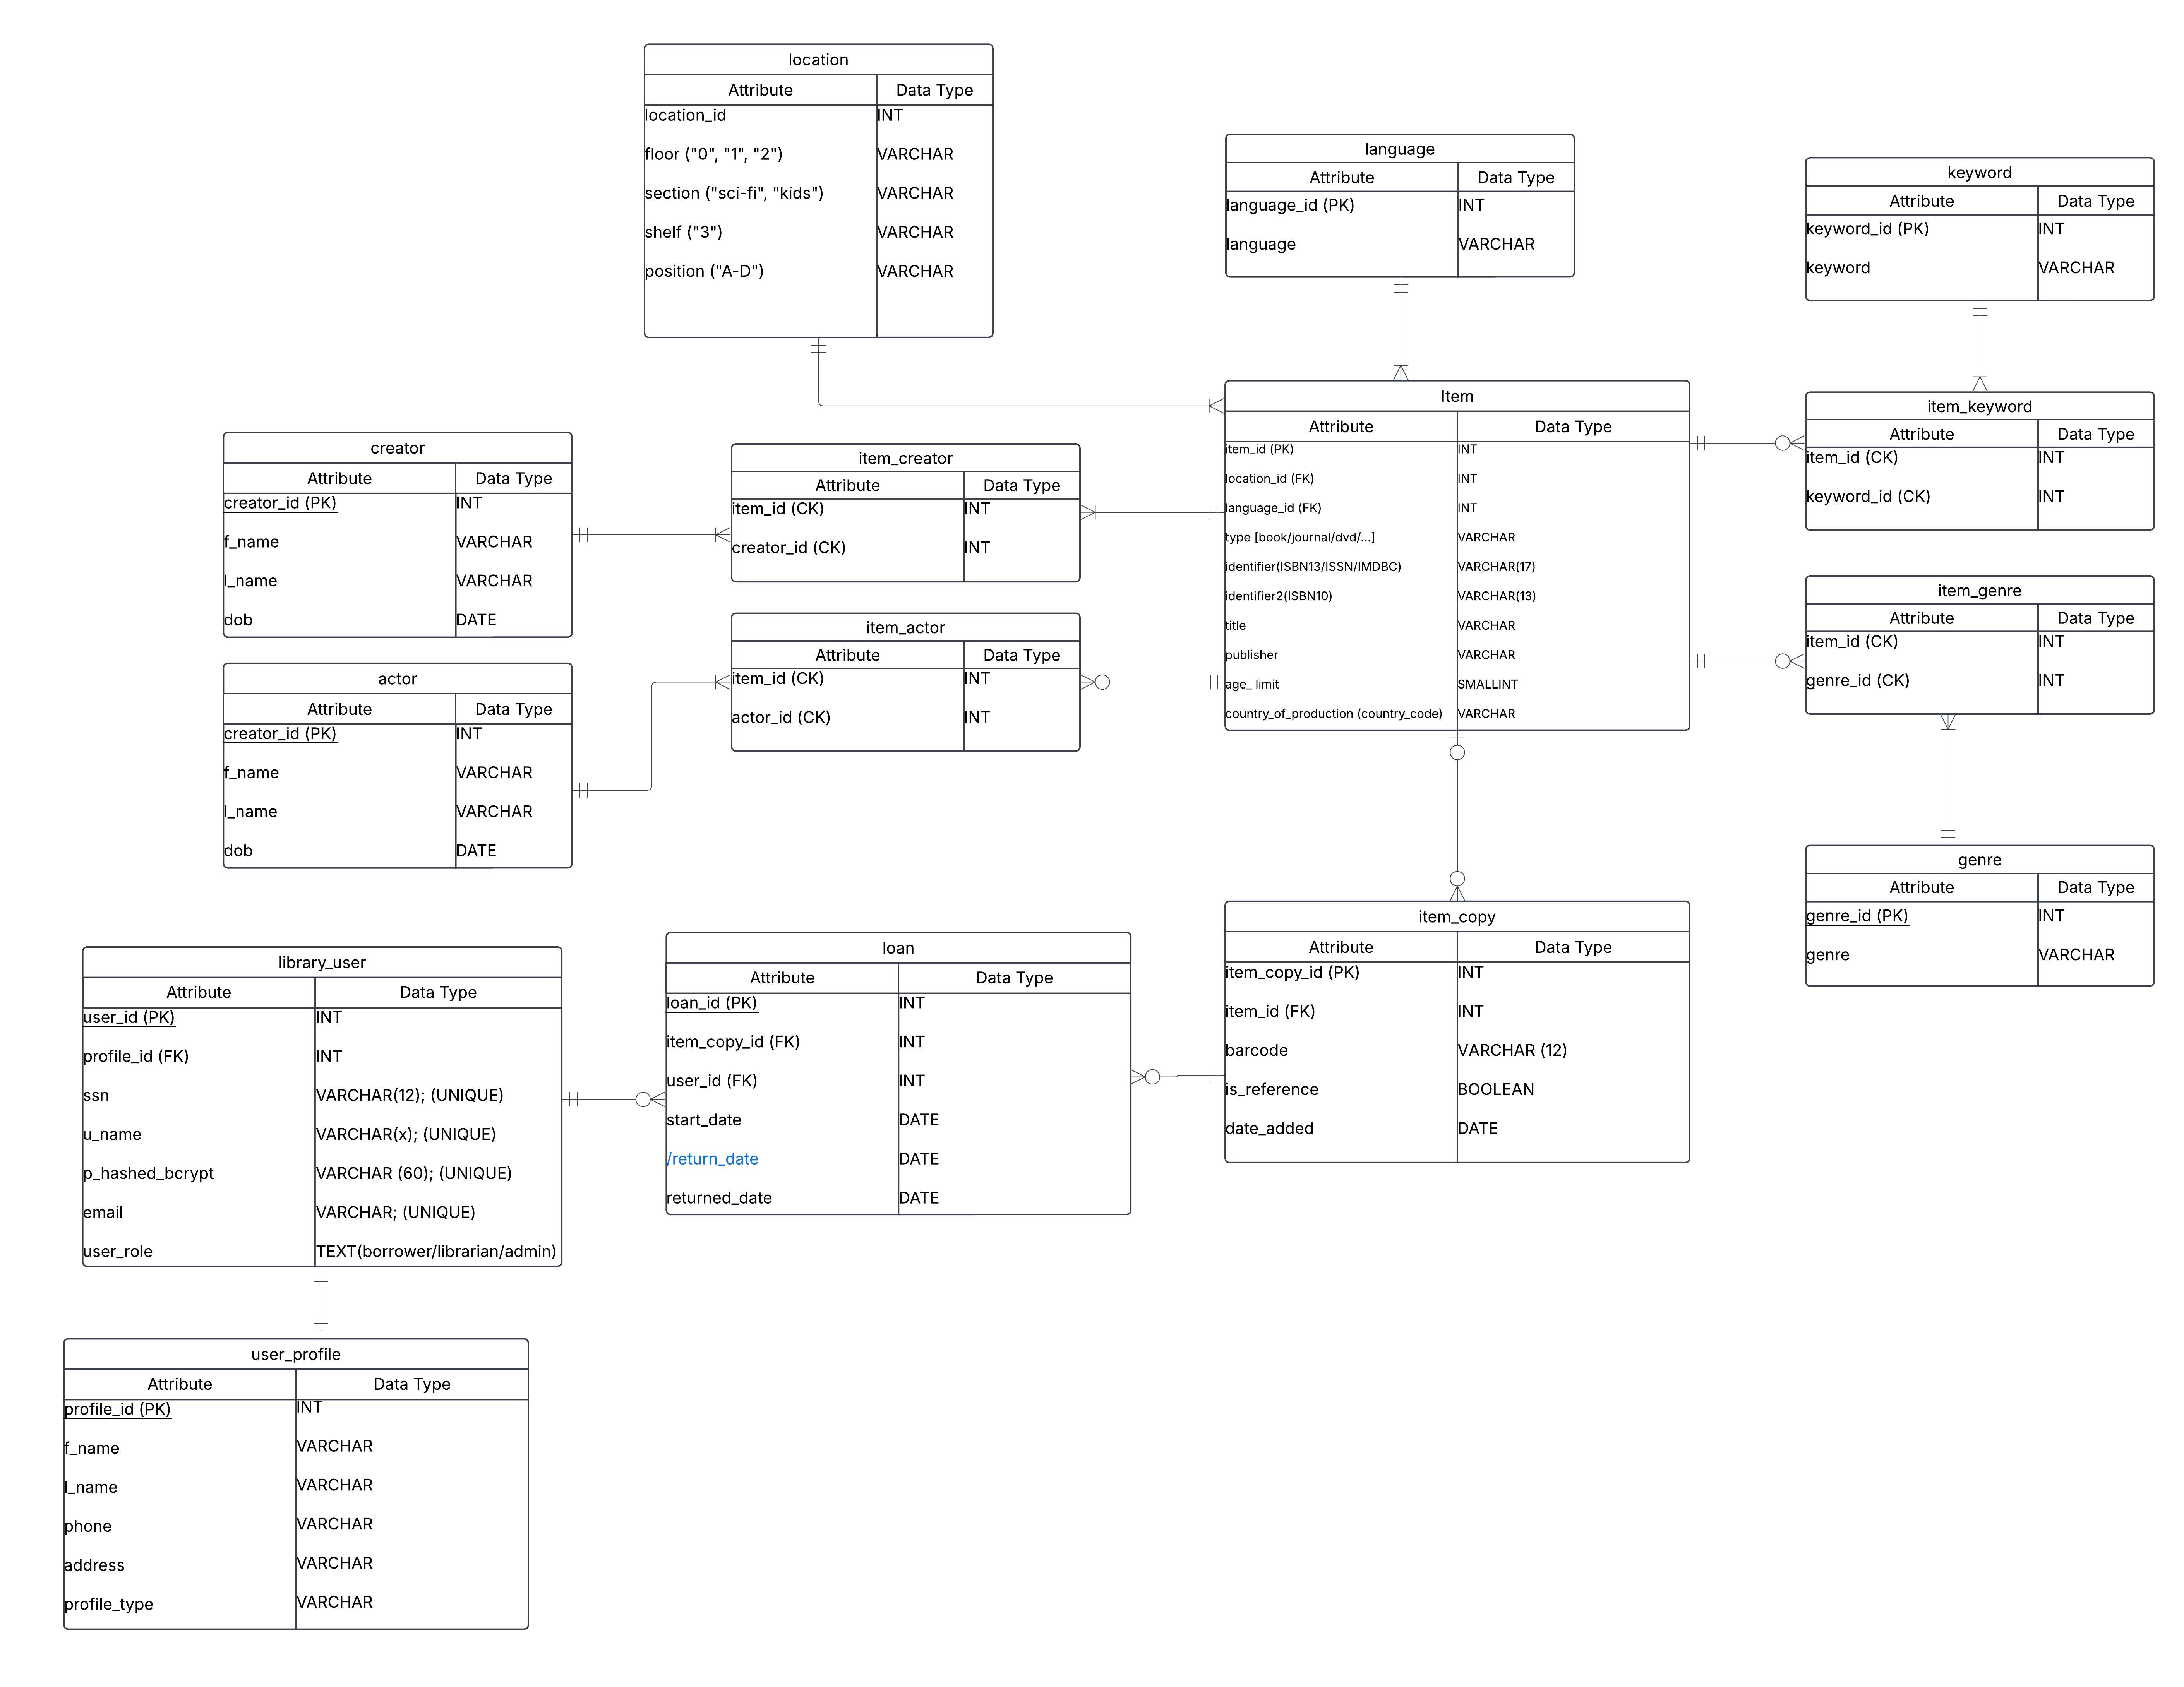 location
Attribute Data Type
location_id INT
floor ("0", "1", "2") VARCHAR
section ("sci-fi", "kids") VARCHAR
shelf ("3") VARCHAR
position ("A-D") VARCHAR
language
Attribute Data Type
language_id (PK) INT
language VARCHAR
keyword
Attribute Data Type
keyword_id (PK) INT
keyword VARCHAR
Item
Attribute Data Type
item_id (PK) INT
location_id (FK) INT
language_id (FK) INT
type [book/journal/dvd/...] VARCHAR
identifier(ISBN13/ISSN/IMDBC) VARCHAR(17)
identifier2(ISBN10) VARCHAR(13)
title VARCHAR
publisher VARCHAR
age_ limit SMALLINT
country_of_production (country_code) VARCHAR
item_keyword
Attribute Data Type
item_id (CK) INT
keyword_id (CK) INT
creator
Attribute Data Type
creator_id (PK) INT
f_name VARCHAR
l_name VARCHAR
dob DATE
item_creator
Attribute Data Type
item_id (CK) INT
creator_id (CK) INT
item_genre
Attribute Data Type
item_id (CK) INT
genre_id (CK) INT
item_actor
Attribute Data Type
item_id (CK) INT
actor_id (CK) INT
actor
Attribute Data Type
creator_id (PK) INT
f_name VARCHAR
l_name VARCHAR
dob DATE
genre
Attribute Data Type
genre_id (PK) INT
genre VARCHAR
item_copy
Attribute Data Type
item_copy_id (PK) INT
item_id (FK) INT
barcode VARCHAR (12)
is_reference BOOLEAN
date_added DATE
loan
Attribute Data Type
loan_id (PK) INT
item_copy_id (FK) INT
user_id (FK) INT
start_date DATE
/return_date DATE
returned_date DATE
library_user
Attribute Data Type
user_id (PK) INT
profile_id (FK) INT
ssn VARCHAR(12); (UNIQUE)
u_name VARCHAR(x); (UNIQUE)
p_hashed_bcrypt VARCHAR (60); (UNIQUE)
email VARCHAR; (UNIQUE)
user_role TEXT(borrower/librarian/admin)
user_profile
Attribute Data Type
profile_id (PK) INT
f_name VARCHAR
l_name VARCHAR
phone VARCHAR
address VARCHAR
profile_type VARCHAR